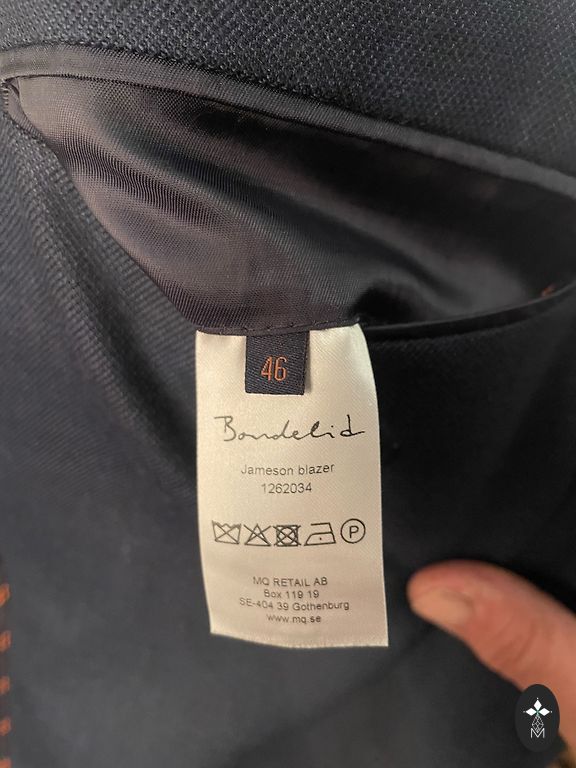 46
Bondelid
Jameson blazer
1262034
P
MQ RETAIL AB
Box 119 19
SE-404 39 Gothenburg
www.mq.se
M